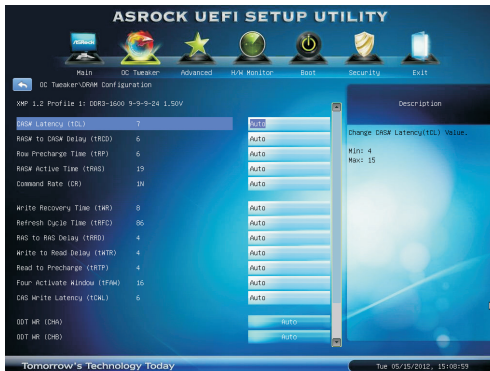 ASROCK UEFI SETUP UTILITY
ASRock
Main OC Tweaker Advanced H/W Monitor Boot Security Exit
OC Tweaker\DRAM Configuration
XMP 1.2 Profile 1: DDR3-1600 9-9-9-24 1.50V
Description
CAS# Latency (tCL) 7 Auto
Change CAS# Latency(tCL) Value.
RAS# to CAS# Delay (tRCD) 6 Auto
Min: 4
Row Precharge Time (tRP) 6 Auto
Max: 15
RAS# Active Time (tRAS) 19 Auto
Command Rate (CR) 1N Auto
Write Recovery Time (tWR) 8 Auto
Refresh Cycle Time (tRFC) 86 Auto
RAS to RAS Delay (tRRD) 4 Auto
Write to Read Delay (tWTR) 4 Auto
Read to Precharge (tRTP) 4 Auto
Four Activate Window (tFAW) 16 Auto
CAS Write Latency (tCWL) 6 Auto
ODT WR (CHA) Auto
ODT WR (CHB) Auto
Tomorrow's Technology Today
Tue 05/15/2012, 15:08:59